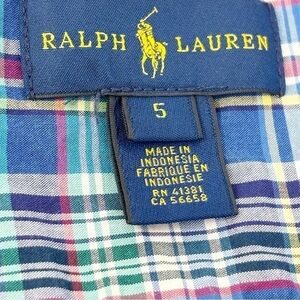 RALPH LAUREN
5
MADE IN
INDONESIA
FABRIQUE EN
INDONESIE
RN 41381
CA 56658